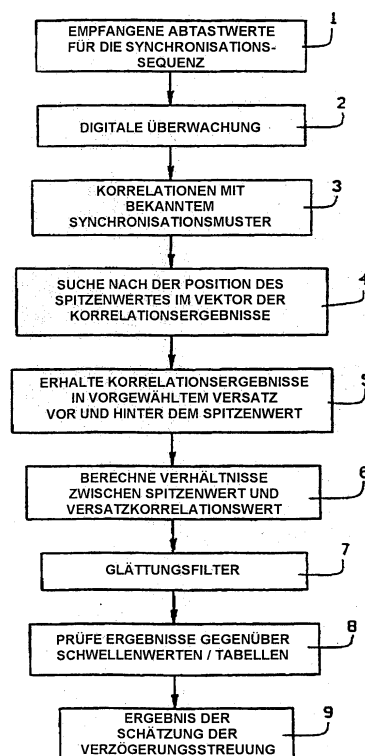 1
EMPFANGENE ABTASTWERTE
FÜR DIE SYNCHRONISATIONS-
SEQUENZ
2
DIGITALE ÜBERWACHUNG
3
KORRELATIONEN MIT
BEKANNTEM
SYNCHRONISATIONSMUSTER
4
SUCHE NACH DER POSITION DES
SPITZENWERTES IM VEKTOR DER
KORRELATIONSERGEBNISSE
5
ERHALTE KORRELATIONSERGEBNISSE
IN VORGEWÄHLTEM VERSATZ
VOR UND HINTER DEM SPITZENWERT
6
BERECHNE VERHÄLTNISSE
ZWISCHEN SPITZENWERT UND
VERSATZKORRELATIONSWERT
7
GLÄTTUNGSFILTER
8
PRÜFE ERGEBNISSE GEGENÜBER
SCHWELLENWERTEN / TABELLEN
9
ERGEBNIS DER
SCHÄTZUNG DER
VERZÖGERUNGSSTREUUNG